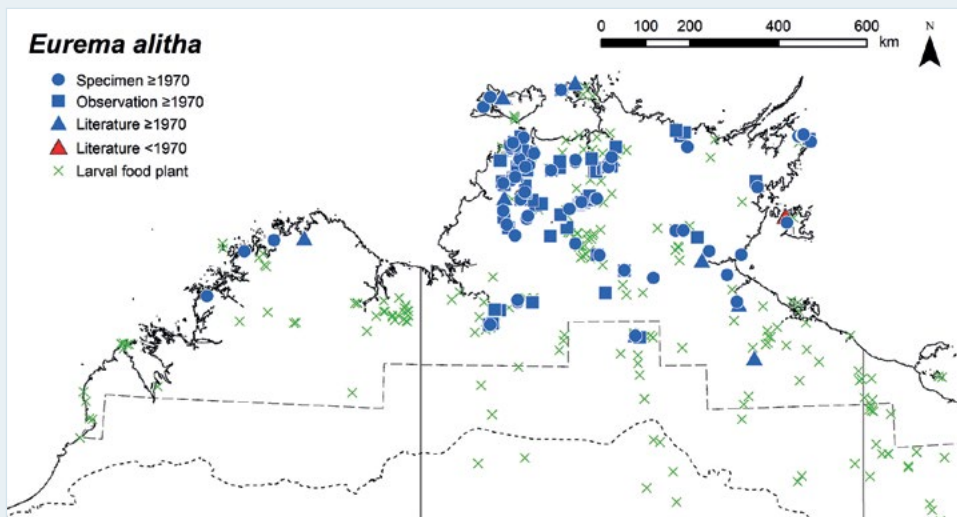 Eurema alitha
Specimen ≥1970
Observation ≥1970
Literature ≥1970
Literature <1970
Larval food plant
0 100 200 400 600
km
N